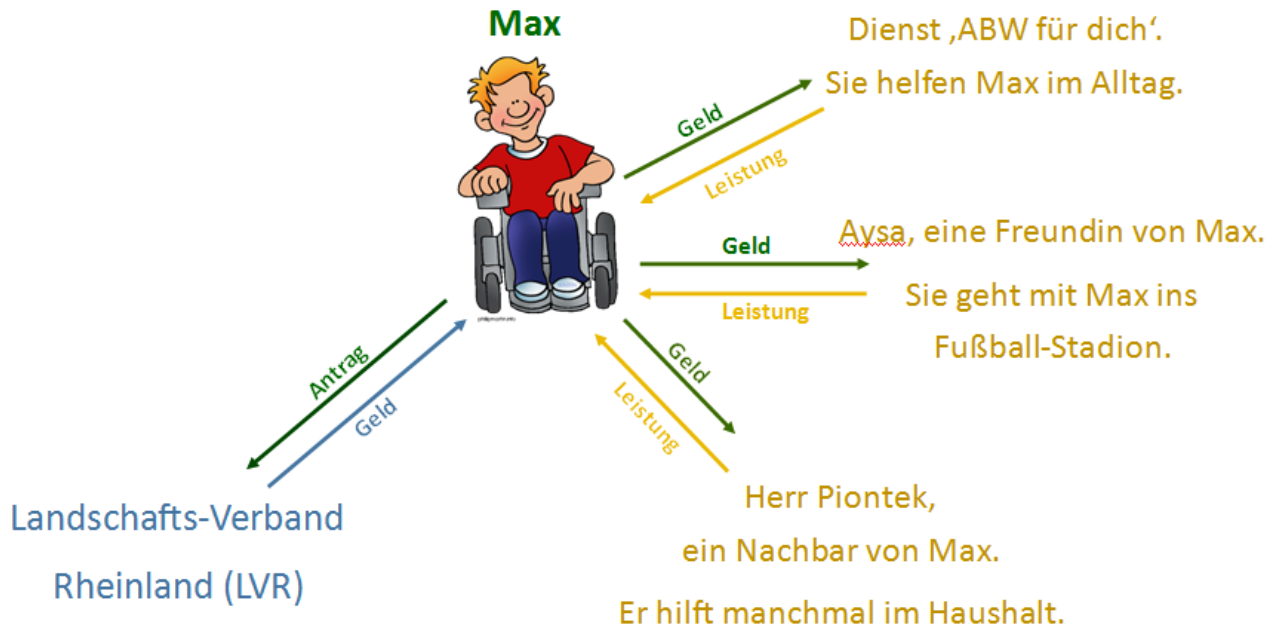 Max
Dienst ‚ABW für dich‘.
Sie helfen Max im Alltag.
Geld
Leistung
Aysa, eine Freundin von Max.
Geld
Sie geht mit Max ins
Leistung
Fußball-Stadion.
Antrag
Geld
Geld
Leistung
Landschafts-Verband
Rheinland (LVR)
Herr Piontek,
ein Nachbar von Max.
Er hilft manchmal im Haushalt.